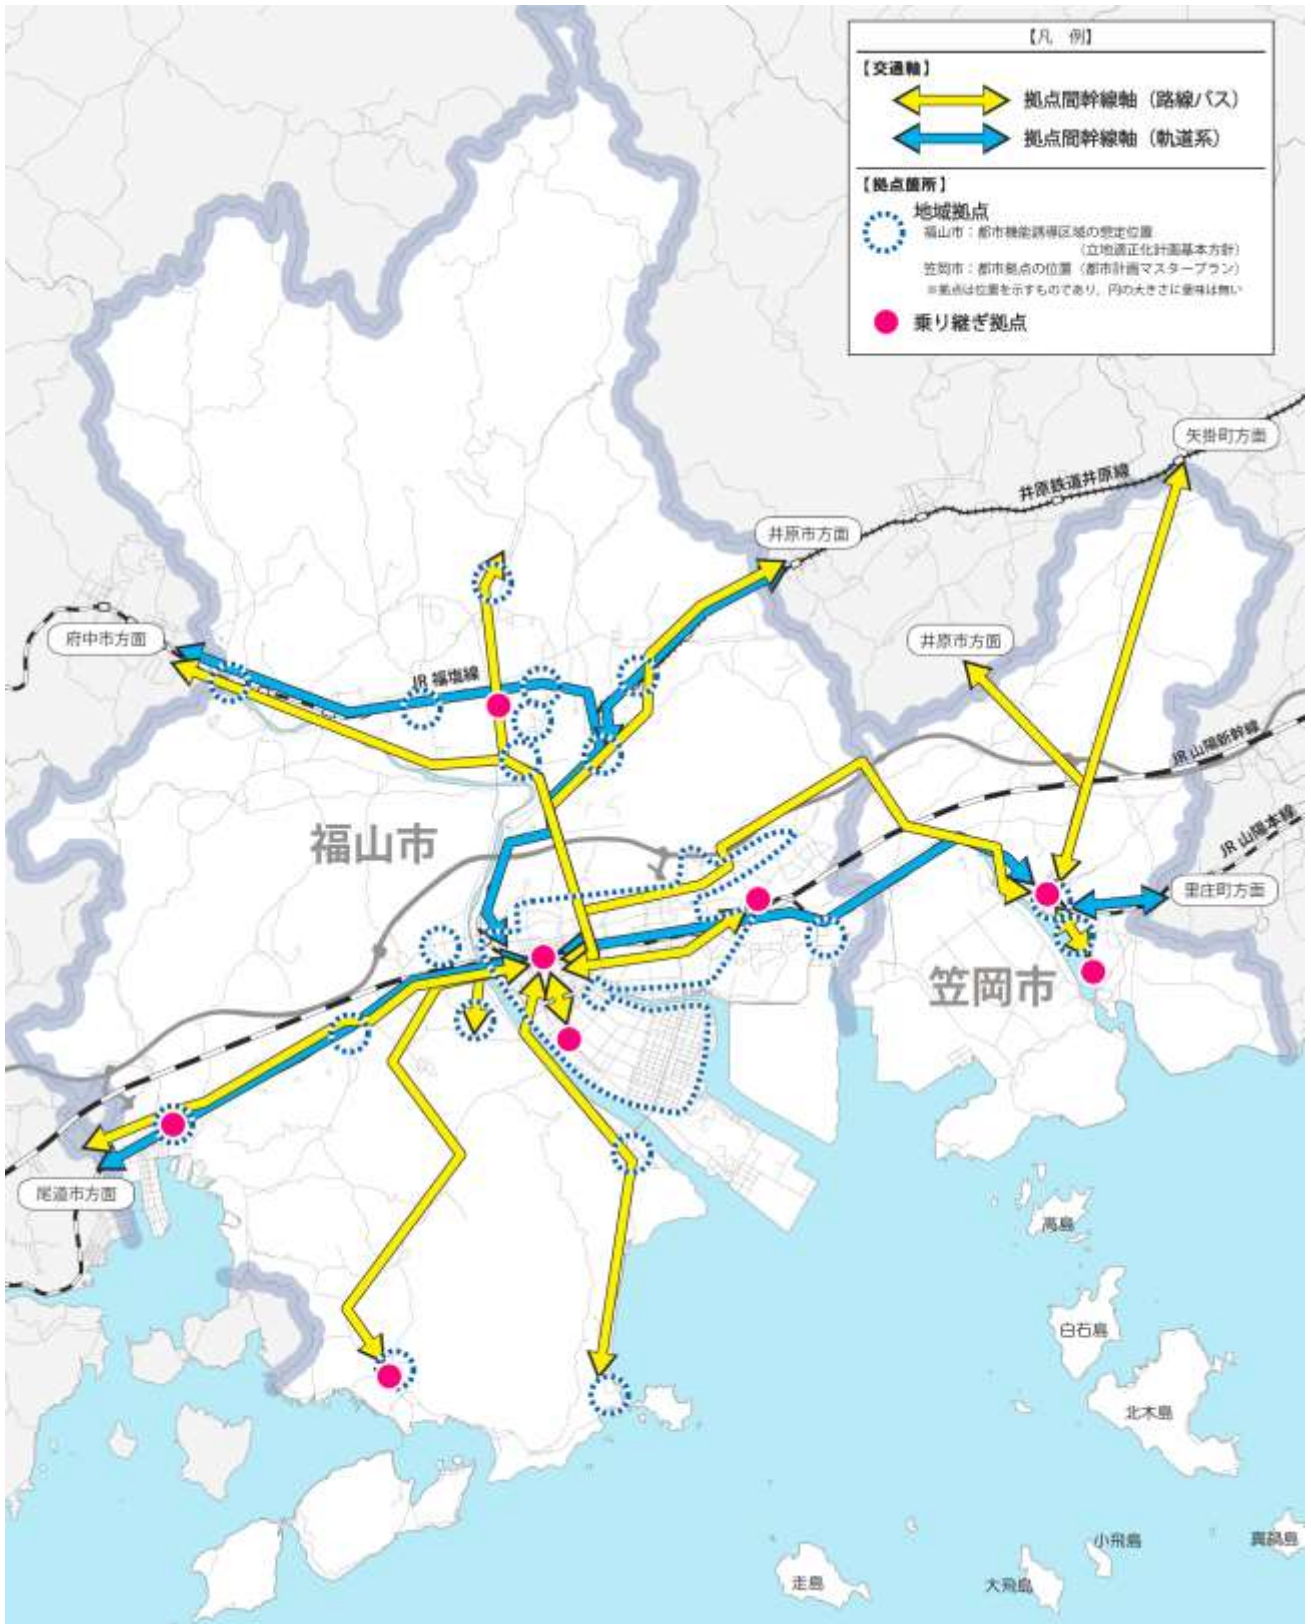 【凡 例】
【交通軸】
拠点間幹線軸（路線バス）
拠点間幹線軸（軌道系）
【拠点箇所】
地域拠点
福山市：都市機能誘導区域の想定位置
（立地適正化計画基本方針）
笠岡市：都市拠点の位置（都市計画マスタープラン）
※拠点は位置を示すものであり，円の大きさに意味は無い
乗り継ぎ拠点
矢掛町方面
井原鉄道井原線
井原市方面
府中市方面
井原市方面
JR 福塩線
JR 山陽新幹線
福山市
JR 山陽本線
里庄町方面
笠岡市
尾道市方面
高島
白石島
北木島
小飛島
真鍋島
走島
大飛島